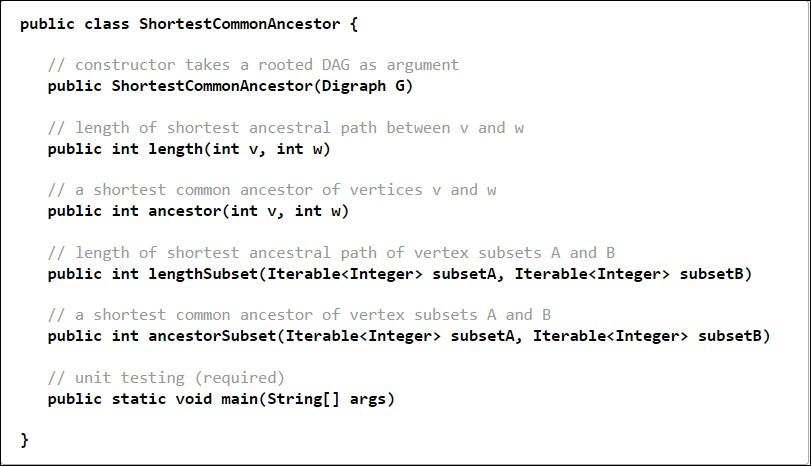 public class ShortestCommonAncestor {
// constructor takes a rooted DAG as argument
public ShortestCommonAncestor(Digraph G)
// length of shortest ancestral path between v and w
public int length(int v, int w)
// a shortest common ancestor of vertices v and w
public int ancestor(int v, int w)
// length of shortest ancestral path of vertex subsets A and B
public int lengthSubset(Iterable<Integer> subsetA, Iterable<Integer> subsetB)
// a shortest common ancestor of vertex subsets A and B
public int ancestorSubset(Iterable<Integer> subsetA, Iterable<Integer> subsetB)
// unit testing (required)
public static void main(String[] args)
}